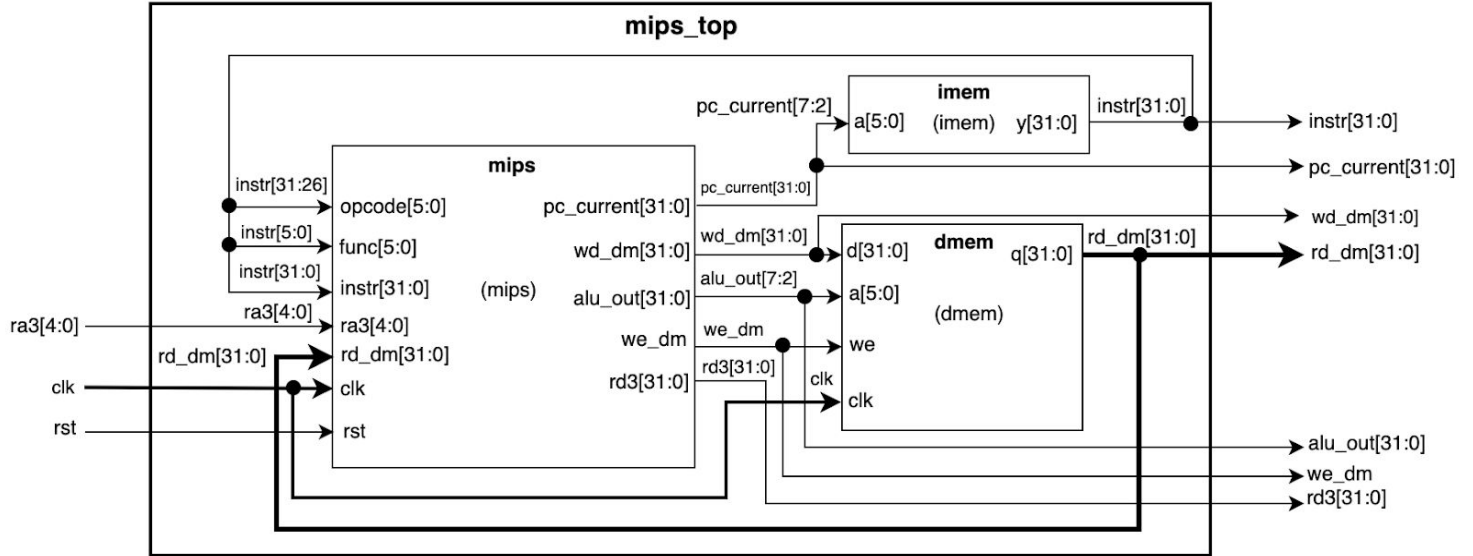 mips_top
imem
pc_current[7:2]
instr[31:0]
a[5:0]
(imem)
y[31:0]
instr[31:0]
mips
pc_current[31:0]
instr[31:26]
pc_current[31:0]
opcode[5:0]
pc_current[31:0]
wd_dm[31:0]
instr[5:0]
func[5:0]
wd_dm[31:0]
wd_dm[31:0]
d[31:0]
dmem
q[31:0]
rd_dm[31:0]
rd_dm[31:0]
instr[31:0]
instr[31:0]
(mips)
alu_out[31:0]
alu_out[7:2]
a[5:0]
(dmem)
ra3[4:0]
ra3[4:0]
ra3[4:0]
we_dm
we_dm
we
rd_dm[31:0]
rd_dm[31:0]
rd3[31:0]
rd3[31:0]
clk
clk
clk
clk
rst
rst
alu_out[31:0]
we_dm
rd3[31:0]